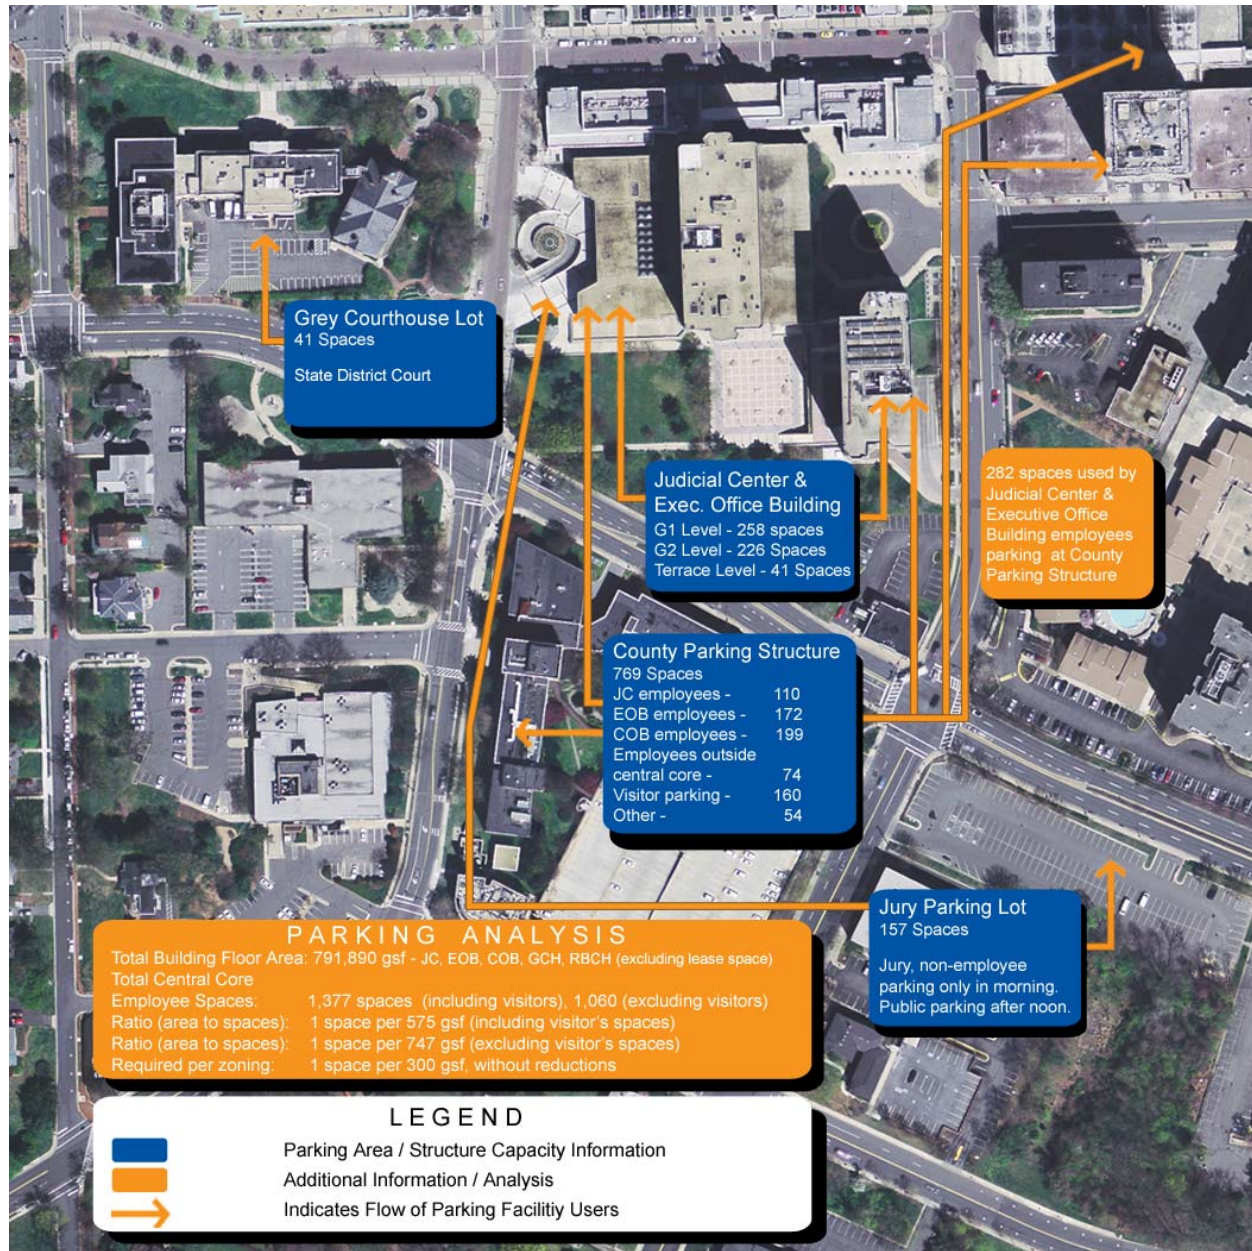 Grey Courthouse Lot
41 Spaces
State District Court
Judicial Center &
Exec. Office Building
G1 Level - 258 spaces
G2 Level - 226 Spaces
Terrace Level - 41 Spaces
282 spaces used by
Judicial Center &
Executive Office
Building employees
parking at County
Parking Structure
County Parking Structure
769 Spaces
JC employees - 110
EOB employees - 172
COB employees - 199
Employees outside
central core - 74
Visitor parking - 160
Other - 54
Jury Parking Lot
157 Spaces
Jury, non-employee
parking only in morning.
Public parking after noon.
PARKING ANALYSIS
Total Building Floor Area: 791,890 gsf - JC, EOB, COB, GCH, RBCH (excluding lease space)
Total Central Core
Employee Spaces: 1,377 spaces (including visitors), 1,060 (excluding visitors)
Ratio (area to spaces): 1 space per 575 gsf (including visitor's spaces)
Ratio (area to spaces): 1 space per 747 gsf (excluding visitor's spaces)
Required per zoning: 1 space per 300 gsf, without reductions
LEGEND
Parking Area / Structure Capacity Information
Additional Information / Analysis
Indicates Flow of Parking Facilitiy Users